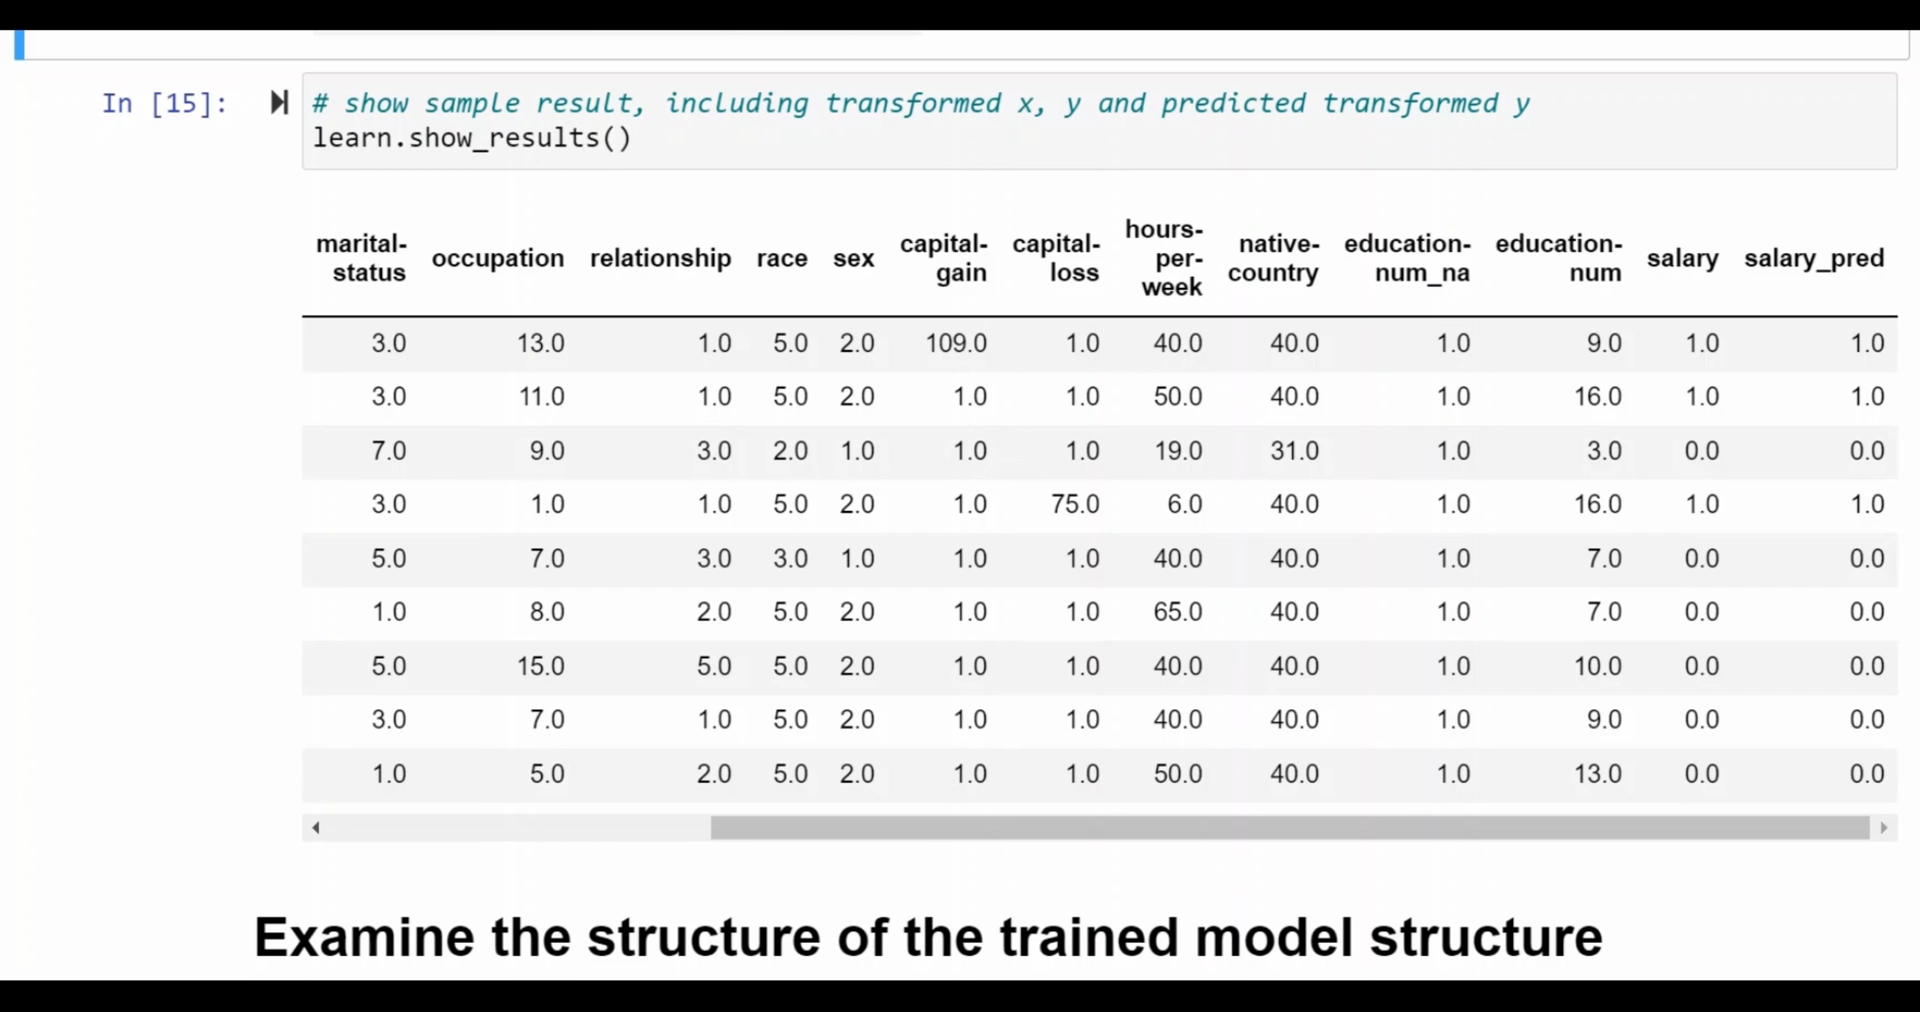 In [15]:
# show sample result, including transformed x, y and predicted transformed y
learn.show_results()
marital-status occupation relationship race sex capital-gain capital-loss hours-per-week native-country education-num_na education-num salary salary_pred
3.0 13.0 1.0 5.0 2.0 109.0 1.0 40.0 40.0 1.0 9.0 1.0 1.0
3.0 11.0 1.0 5.0 2.0 1.0 1.0 50.0 40.0 1.0 16.0 1.0 1.0
7.0 9.0 3.0 2.0 1.0 1.0 1.0 19.0 31.0 1.0 3.0 0.0 0.0
3.0 1.0 1.0 5.0 2.0 1.0 75.0 6.0 40.0 1.0 16.0 1.0 1.0
5.0 7.0 3.0 3.0 1.0 1.0 1.0 40.0 40.0 1.0 7.0 0.0 0.0
1.0 8.0 2.0 5.0 2.0 1.0 1.0 65.0 40.0 1.0 7.0 0.0 0.0
5.0 15.0 5.0 5.0 2.0 1.0 1.0 40.0 40.0 1.0 10.0 0.0 0.0
3.0 7.0 1.0 5.0 2.0 1.0 1.0 40.0 40.0 1.0 9.0 0.0 0.0
1.0 5.0 2.0 5.0 2.0 1.0 1.0 50.0 40.0 1.0 13.0 0.0 0.0
Examine the structure of the trained model structure